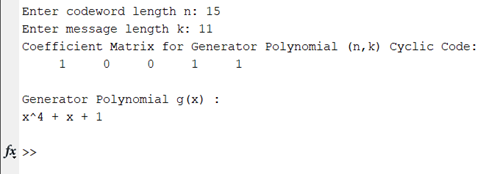 Enter codeword length n: 15
Enter message length k: 11
Coefficient Matrix for Generator Polynomial (n,k) Cyclic Code:
1 0 0 1 1
Generator Polynomial g(x) :
x^4 + x + 1
fx >>